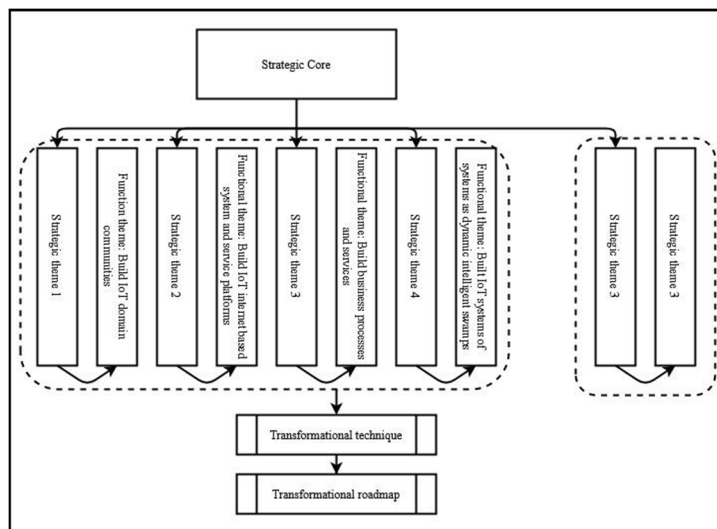 Strategic Core
Strategic theme 1
Function theme: Build IoT domain
communities
Strategic theme 2
Functional theme: Build IoT internet based
system and service platforms
Strategic theme 3
Functional theme: Build business processes
and services
Strategic theme 4
Functional theme: Built IoT systems of
systems as dynamic intelligent swamps
Strategic theme 3
Strategic theme 3
Transformational technique
Transformational roadmap